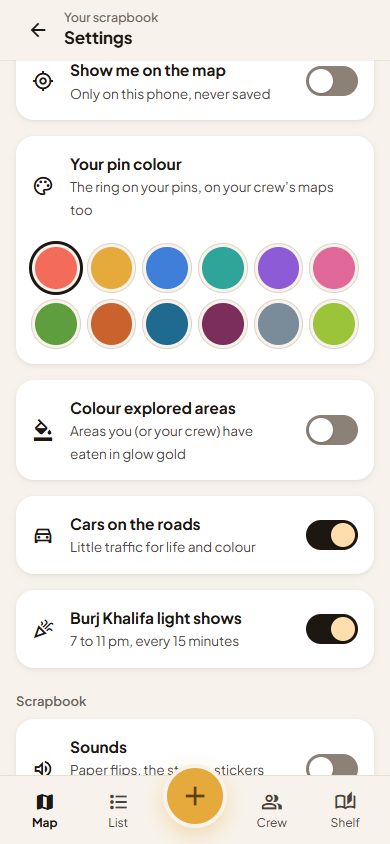 Your scrapbook
Settings
Show me on the map
Only on this phone, never saved
Your pin colour
The ring on your pins, on your crew's maps
too
Colour explored areas
Areas you (or your crew) have
eaten in glow gold
Cars on the roads
Little traffic for life and colour
Burj Khalifa light shows
7 to 11 pm, every 15 minutes
Scrapbook
Sounds
Paper flips, the stickers
Map
List
Crew
Shelf